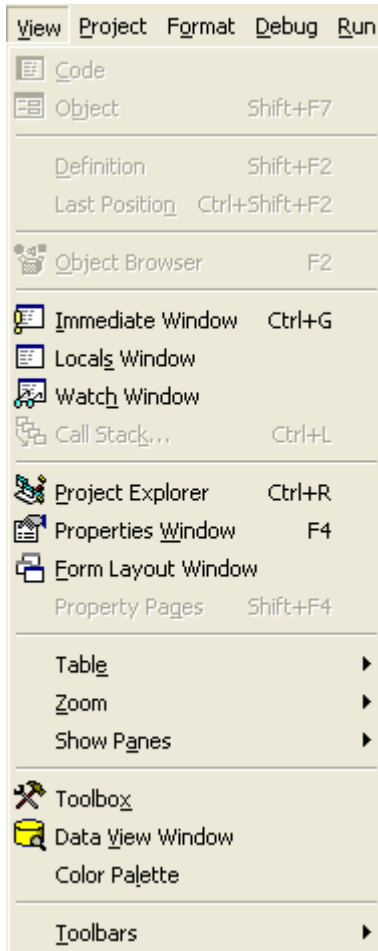 View Project Format Debug Run
Code
Object Shift+F7
Definition Shift+F2
Last Position Ctrl+Shift+F2
Object Browser F2
Immediate Window Ctrl+G
Locals Window
Watch Window
Call Stack... Ctrl+L
Project Explorer Ctrl+R
Properties Window F4
Form Layout Window
Property Pages Shift+F4
Table
Zoom
Show Panes
Toolbox
Data View Window
Color Palette
Toolbars